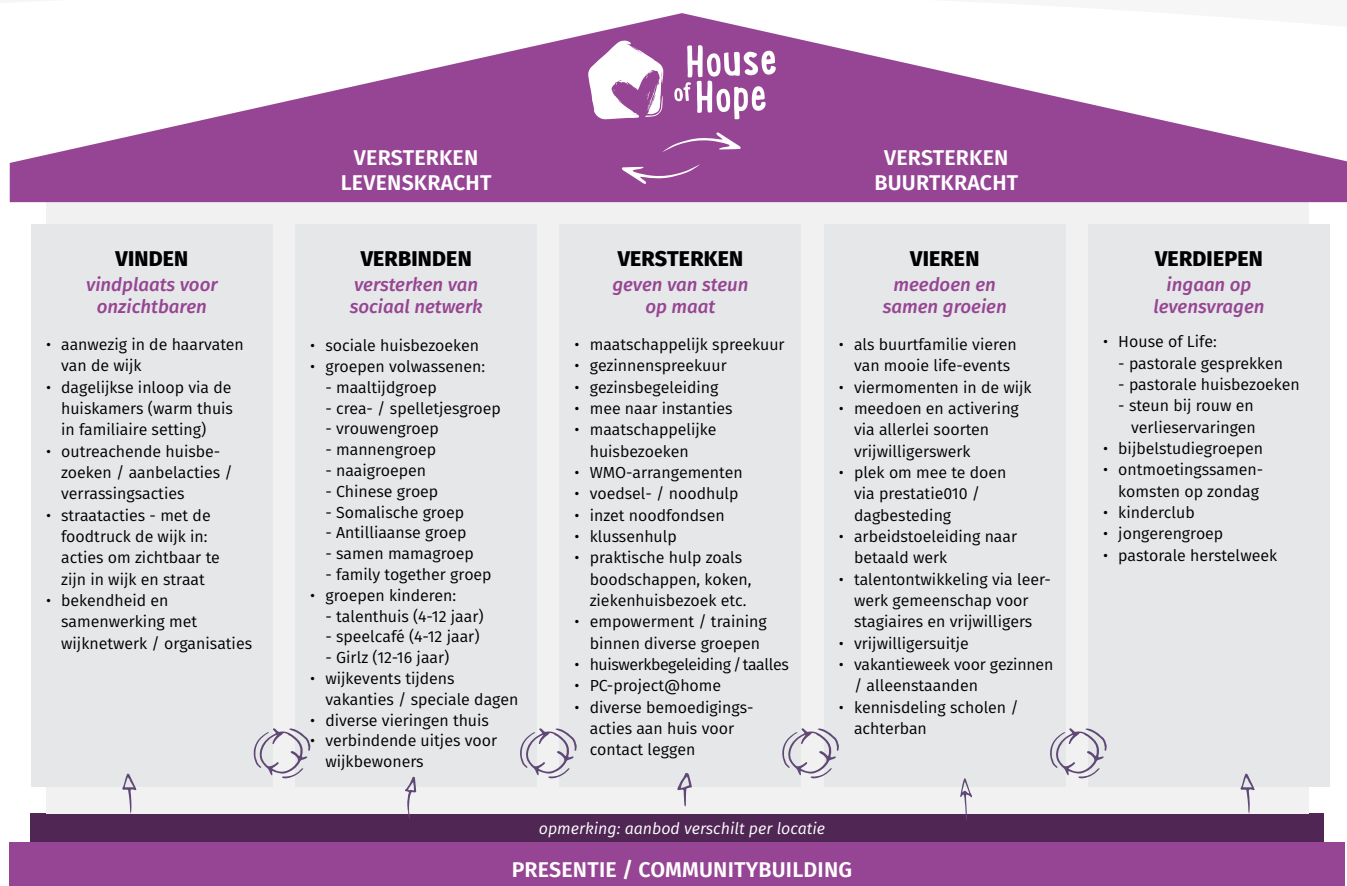 House
of Hope
VERSTERKEN
LEVENSKRACHT
VERSTERKEN
BUURTKRACHT
VINDEN
vindplaats voor
onzichtbaren
• aanwezig in de haarvaten
van de wijk
• dagelijkse inloop via de
huiskamers (warm thuis
in familiaire setting)
• outreachende huisbe-
zoeken / aanbelacties /
verrassingsacties
• straatacties - met de
foodtruck de wijk in:
acties om zichtbaar te
zijn in wijk en straat
• bekendheid en
samenwerking met
wijknetwerk / organisaties
VERBINDEN
versterken van
sociaal netwerk
• sociale huisbezoeken
• groepen volwassenen:
- maaltijdgroep
- crea- / spelletjesgroep
- vrouwengroep
- mannengroep
- naaigroepen
- Chinese groep
- Somalische groep
- Antilliaanse groep
- samen mamagroep
- family together groep
• groepen kinderen:
- talenthuis (4-12 jaar)
- speelcafé (4-12 jaar)
- Girlz (12-16 jaar)
• wijkevents tijdens
vakanties / speciale dagen
• diverse vieringen thuis
• verbindende uitjes voor
wijkbewoners
VERSTERKEN
geven van steun
op maat
• maatschappelijk spreekuur
• gezinnenspreekuur
• gezinsbegeleiding
• mee naar instanties
• maatschappelijke
huisbezoeken
• WMO-arrangementen
• voedsel- / noodhulp
• inzet noodfondsen
• klussenhulp
• praktische hulp zoals
boodschappen, koken,
ziekenhuisbezoek etc.
• empowerment / training
binnen diverse groepen
• huiswerkbegeleiding / taalles
• PC-project@home
• diverse bemoedigings-
acties aan huis voor
contact leggen
VIEREN
meedoen en
samen groeien
• als buurtfamilie vieren
van mooie life-events
• viermomenten in de wijk
• meedoen en activering
via allerlei soorten
vrijwilligerswerk
• plek om mee te doen
via prestatie010 /
dagbesteding
• arbeidstoeleiding naar
betaald werk
• talentontwikkeling via leer-
werk gemeenschap voor
stagiaires en vrijwilligers
• vrijwilligersuitje
• vakantieweek voor gezinnen
/ alleenstaanden
• kennisdeling scholen /
achterban
VERDIEPEN
ingaan op
levensvragen
• House of Life:
- pastorale gesprekken
- pastorale huisbezoeken
- steun bij rouw en
verlieservaringen
• bijbelstudiegroepen
• ontmoetingssamen-
komsten op zondag
• kinderclub
• jongerengroep
• pastorale herstelweek
opmerking: aanbod verschilt per locatie
PRESENTIE / COMMUNITYBUILDING